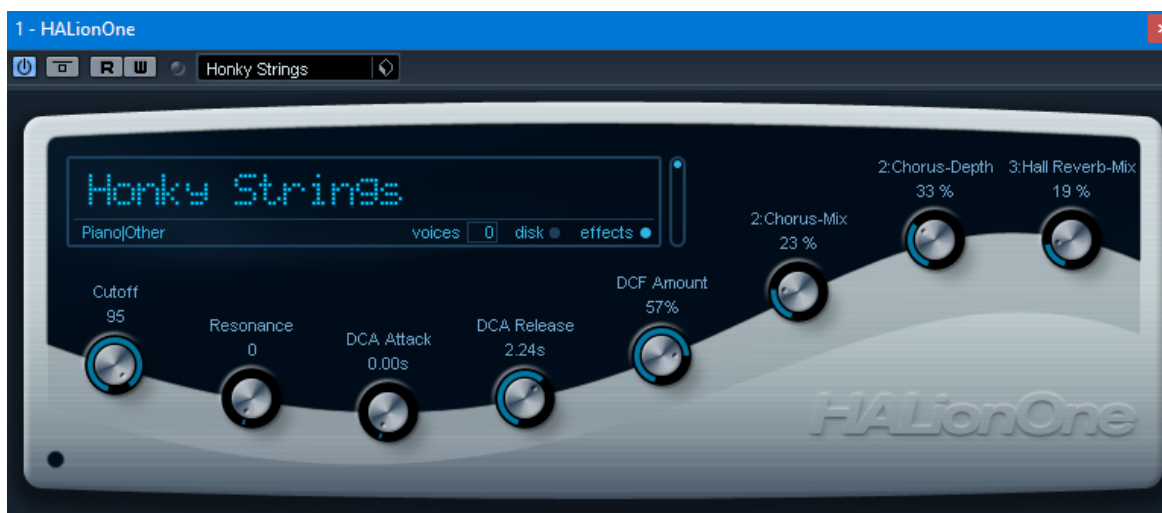 1 - HALionOne
R W Honky Strings
Honky Strings
Piano|Other voices 0 disk effects
Cutoff
95
Resonance
0
DCA Attack
0.00s
DCA Release
2.24s
DCF Amount
57%
2:Chorus-Mix
23 %
2:Chorus-Depth
33 %
3:Hall Reverb-Mix
19 %
HALionOne